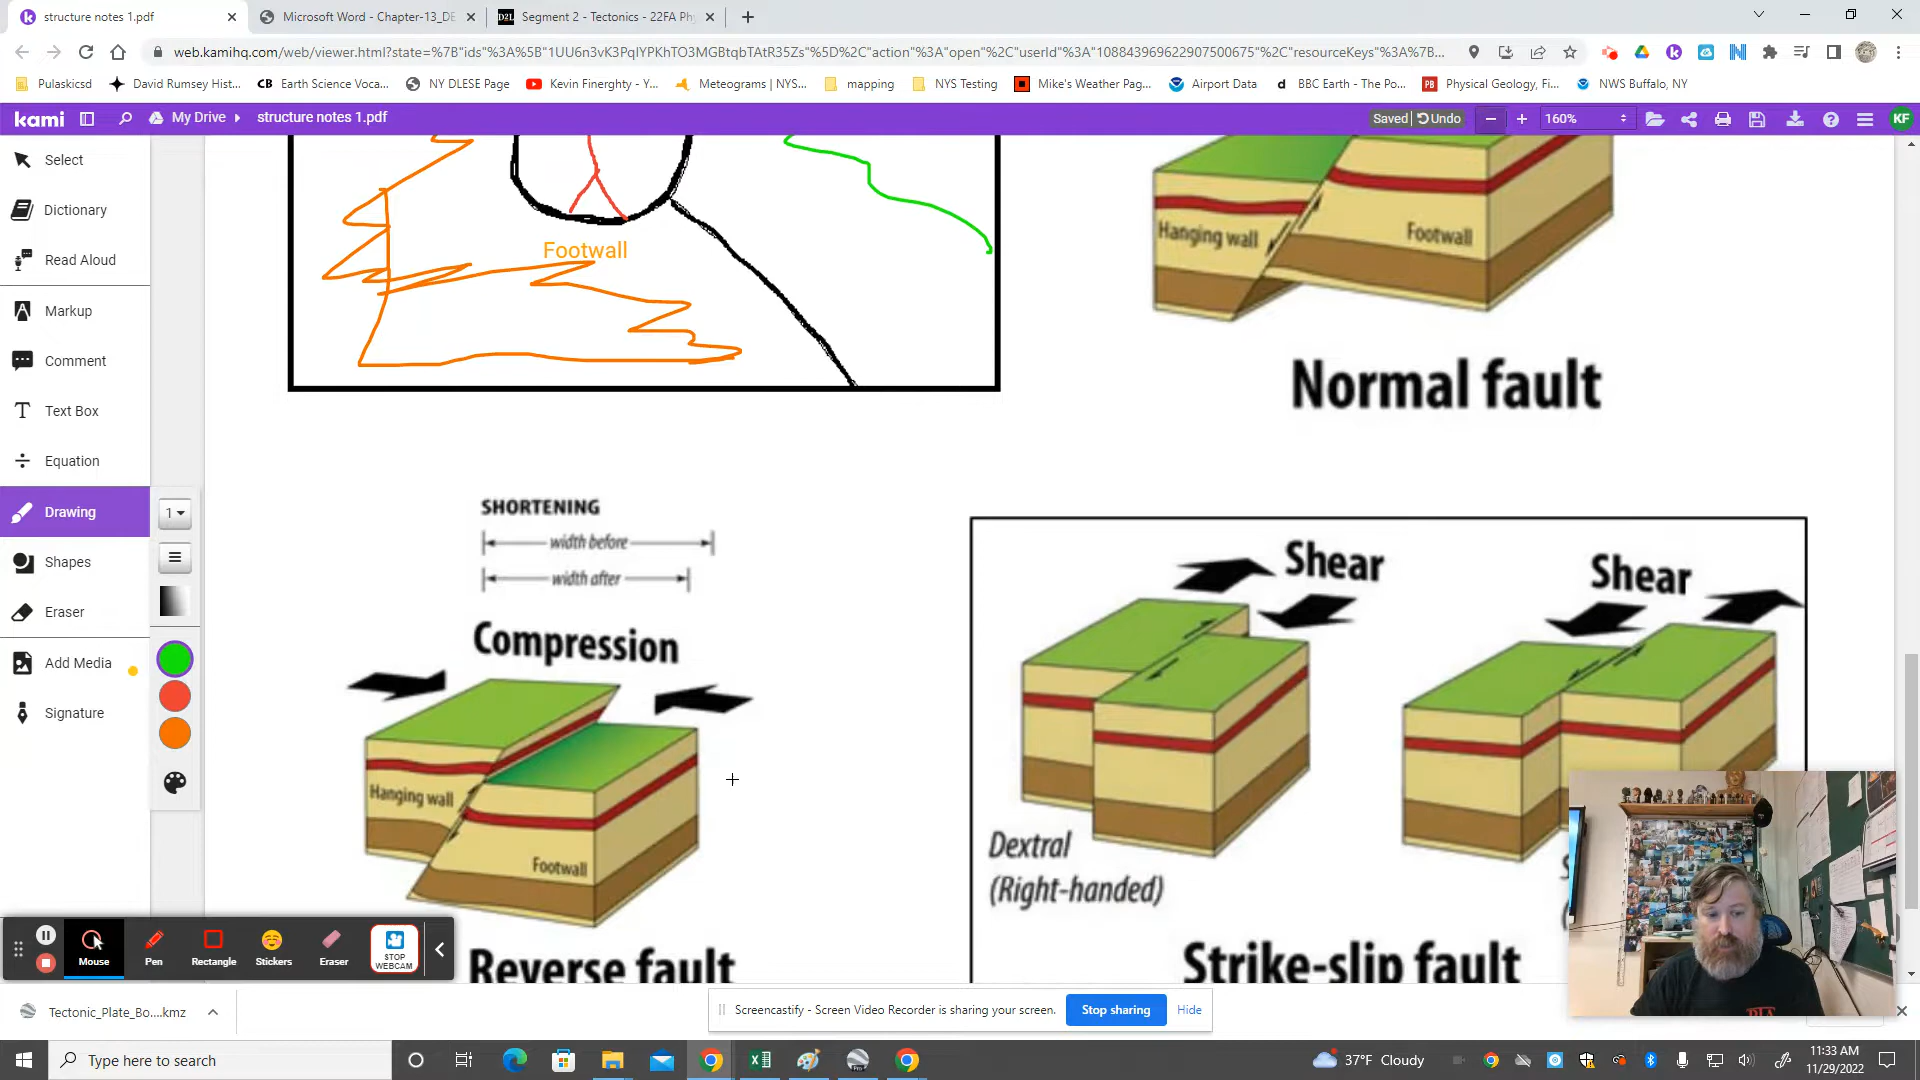 structure notes 1.pdf
Microsoft Word - Chapter-13_DE
D2L
Segment 2 - Tectonics - 22FA Phy
web.kamihq.com/web/viewer.html?state=%7B"ids"%3A%5B"1UU6n3vK3PqlYPKhTO3MGBtqbTAtR35Zs"%5D%2C"action"%3A"open"%2C"userId"%3A"108843969622907500675"%2C"resourceKeys"%3A%7B...
Pulaskicsd
David Rumsey Hist...
CB Earth Science Voca...
NY DLESE Page
Kevin Finerghty - Y...
Meteograms | NYS...
mapping
NYS Testing
Mike's Weather Pag...
Airport Data
d BBC Earth - The Po...
PB Physical Geology, Fi...
NWS Buffalo, NY
kami
My Drive
structure notes 1.pdf
Saved
Undo
160%
KF
Select
Dictionary
Read Aloud
Markup
Comment
Text Box
Equation
Drawing
Shapes
Eraser
Add Media
Signature
1
Footwall
Hanging wall
Footwall
Normal fault
SHORTENING
width before
width after
Compression
Hanging wall
Footwall
Reverse fault
Shear
Shear
Dextral
(Right-handed)
Strike-slip fault
Mouse
Pen
Rectangle
Stickers
Eraser
STOP
WEBCAM
Tectonic_Plate_Bo....kmz
Screencastify - Screen Video Recorder is sharing your screen.
Stop sharing
Hide
Type here to search
37°F Cloudy
11:33 AM
11/29/2022